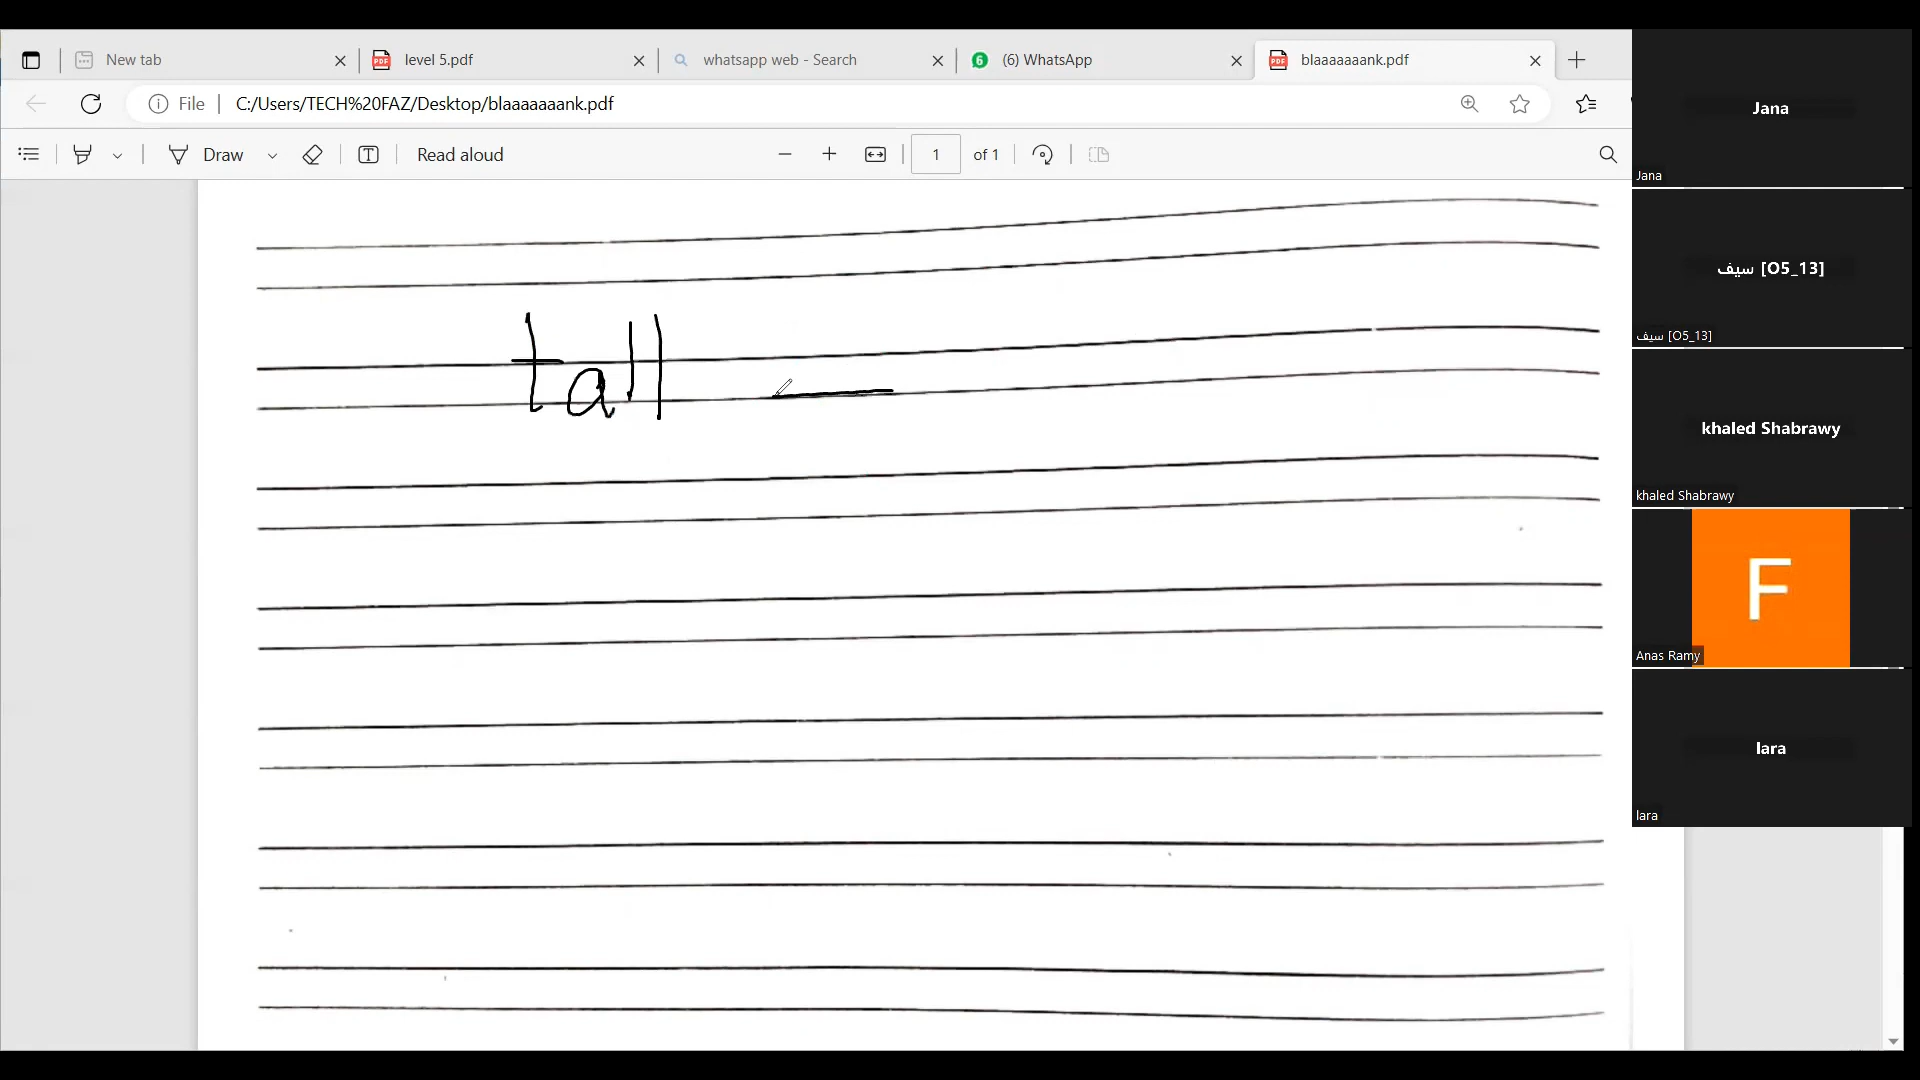 New tab
level 5.pdf
whatsapp web - Search
6 (6) WhatsApp
blaaaaaaank.pdf
File C:/Users/TECH%20FAZ/Desktop/blaaaaaaank.pdf
Draw
Read aloud
1 of 1
tall
Jana
Jana
سيف [O5_13]
سيف [O5_13]
khaled Shabrawy
khaled Shabrawy
F
Anas Ramy
lara
lara